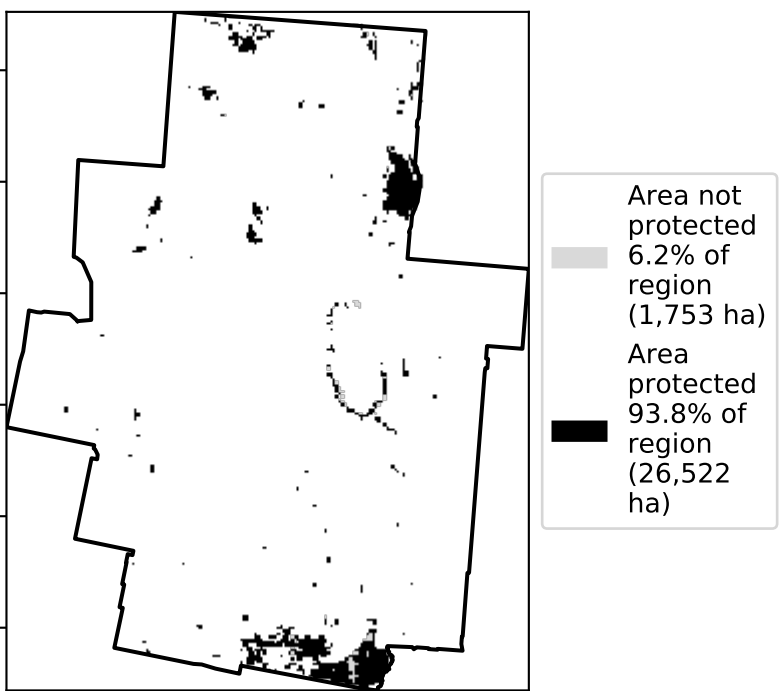 Area not
protected
6.2% of
region
(1,753 ha)
Area
protected
93.8% of
region
(26,522
ha)